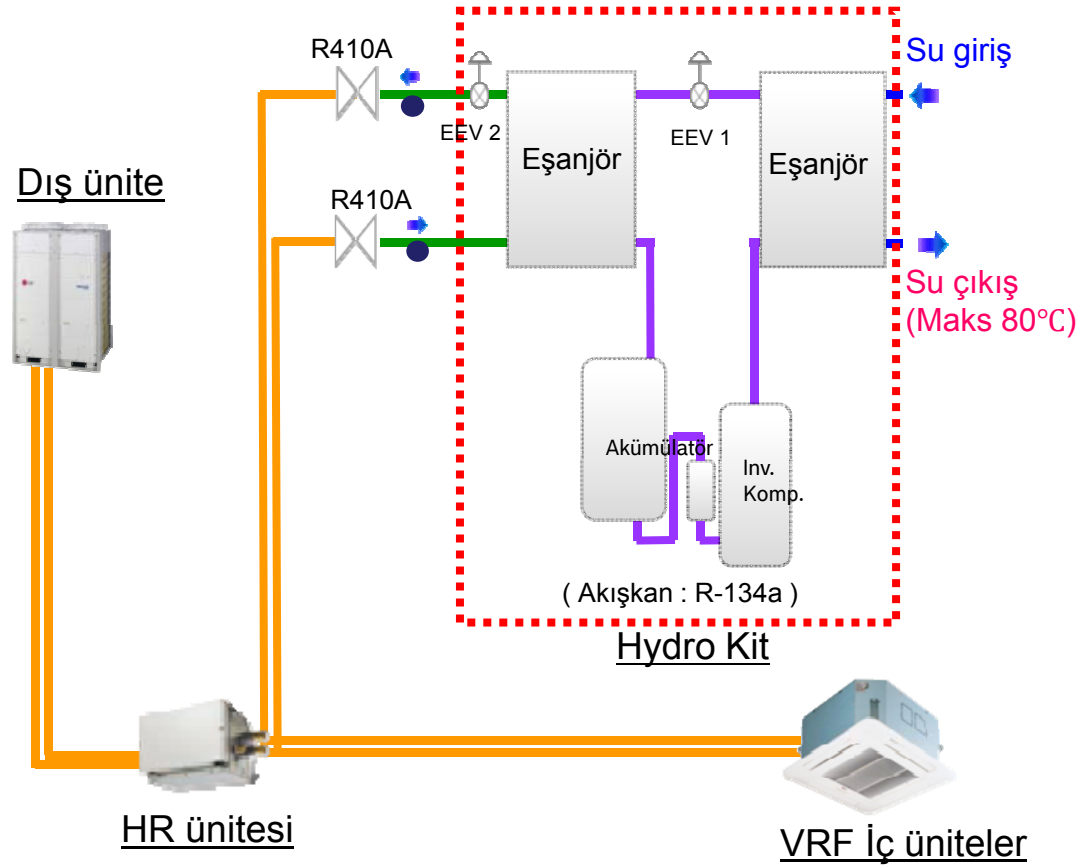 R410A
Su giriş
EEV 2
EEV 1
Eşanjör
Eşanjör
Dış ünite
R410A
Su çıkış
(Maks 80℃)
Akümülatör
Inv.
Komp.
( Akışkan : R-134a )
Hydro Kit
HR ünitesi
VRF İç üniteler